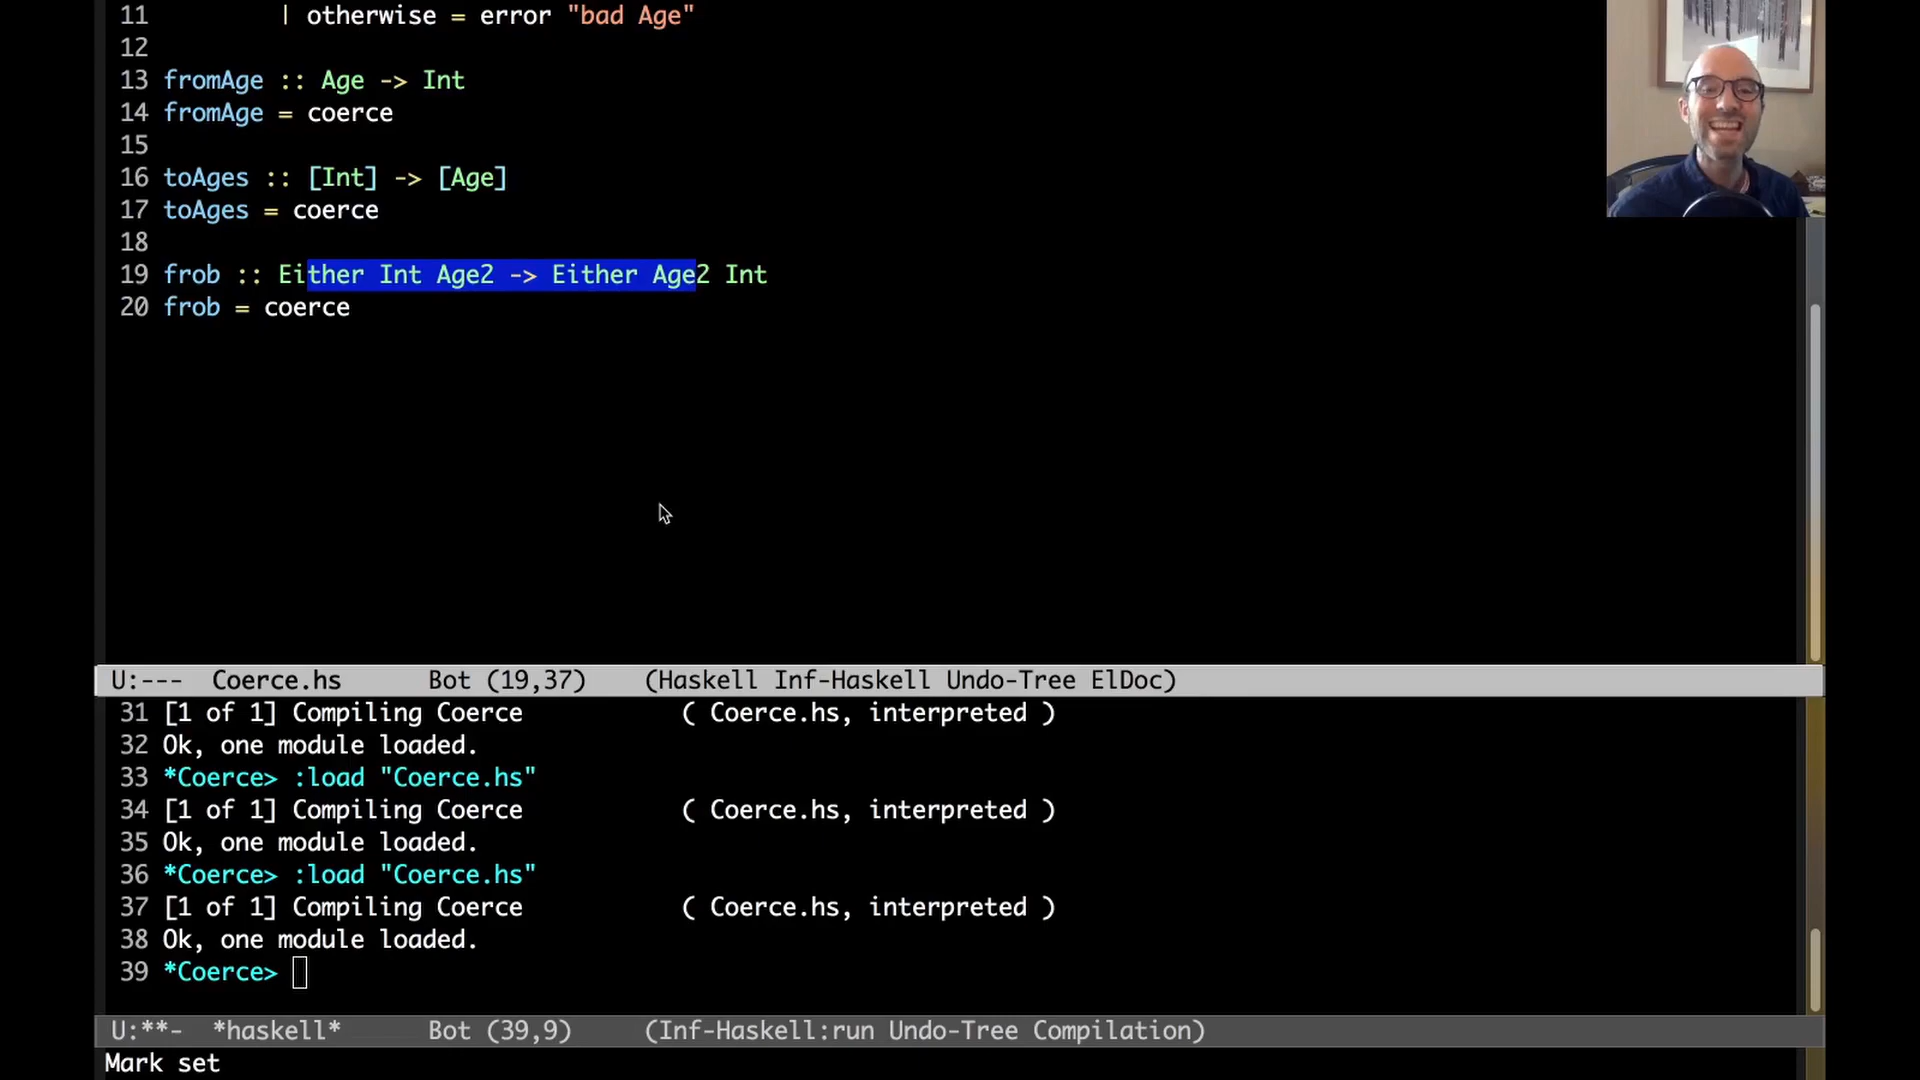 11         | otherwise = error "bad Age"
12
13 fromAge :: Age -> Int
14 fromAge = coerce
15
16 toAges :: [Int] -> [Age]
17 toAges = coerce
18
19 frob :: Either Int Age2 -> Either Age2 Int
20 frob = coerce
U:---  Coerce.hs      Bot (19,37)    (Haskell Inf-Haskell Undo-Tree ElDoc)
31 [1 of 1] Compiling Coerce           ( Coerce.hs, interpreted )
32 Ok, one module loaded.
33 *Coerce> :load "Coerce.hs"
34 [1 of 1] Compiling Coerce           ( Coerce.hs, interpreted )
35 Ok, one module loaded.
36 *Coerce> :load "Coerce.hs"
37 [1 of 1] Compiling Coerce           ( Coerce.hs, interpreted )
38 Ok, one module loaded.
39 *Coerce>
U:**-  *haskell*      Bot (39,9)     (Inf-Haskell:run Undo-Tree Compilation)
Mark set